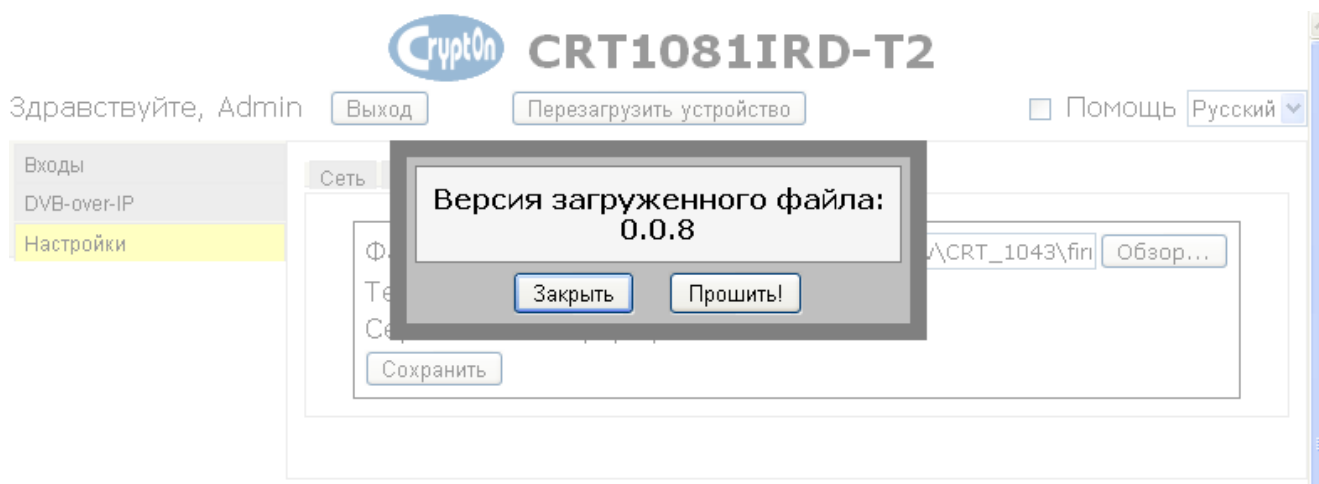 CryptOn CRT1081IRD-T2
Здравствуйте, Admin Выход Перезагрузить устройство Помощь Русский
Входы
DVB-over-IP
Настройки
Сеть
Версия загруженного файла:
0.0.8
Закрыть Прошить!
\CRT_1043\fir Обзор...
Сохранить